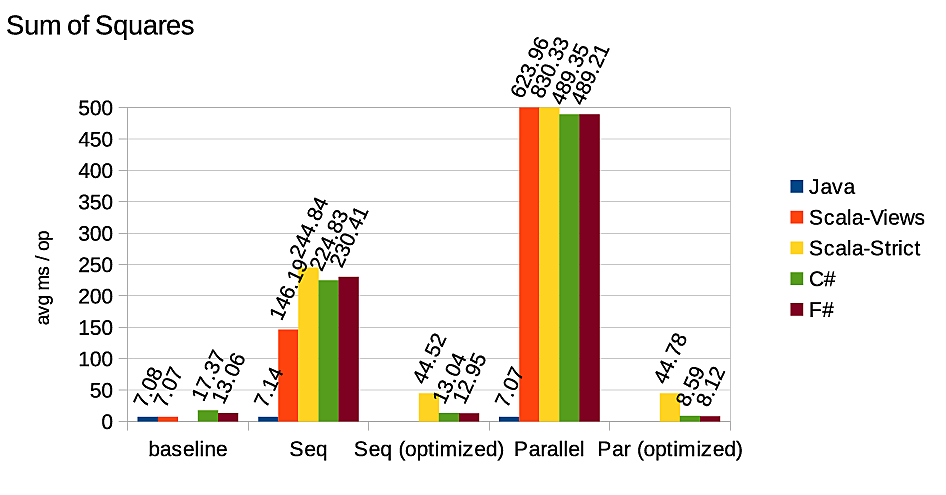 Sum of Squares
623.96
830.33
489.35
489.21
500
450
400
350
300
250
200
150
100
50
0
avg ms / op
7.08
7.07
17.37
13.06
7.14
146.19
244.84
224.83
230.41
44.52
13.04
12.95
7.07
44.78
8.59
8.12
baseline
Seq
Seq (optimized)
Parallel
Par (optimized)
Java
Scala-Views
Scala-Strict
C#
F#